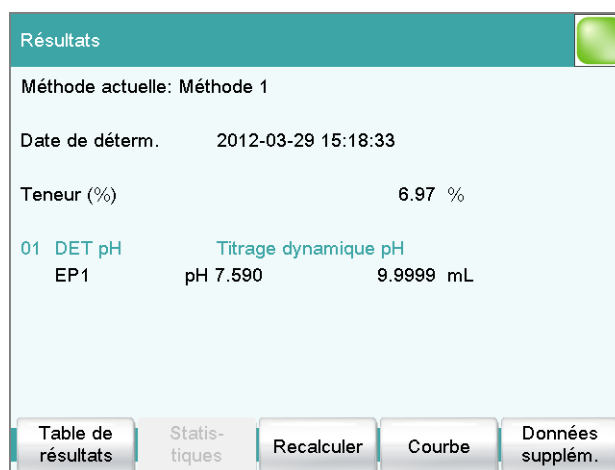 Résultats
Méthode actuelle: Méthode 1
Date de déterm. 2012-03-29 15:18:33
Teneur (%) 6.97 %
01 DET pH Titrage dynamique pH
EP1 pH 7.590 9.9999 mL
Table de résultats
Statis-tiques
Recalculer
Courbe
Données supplém.